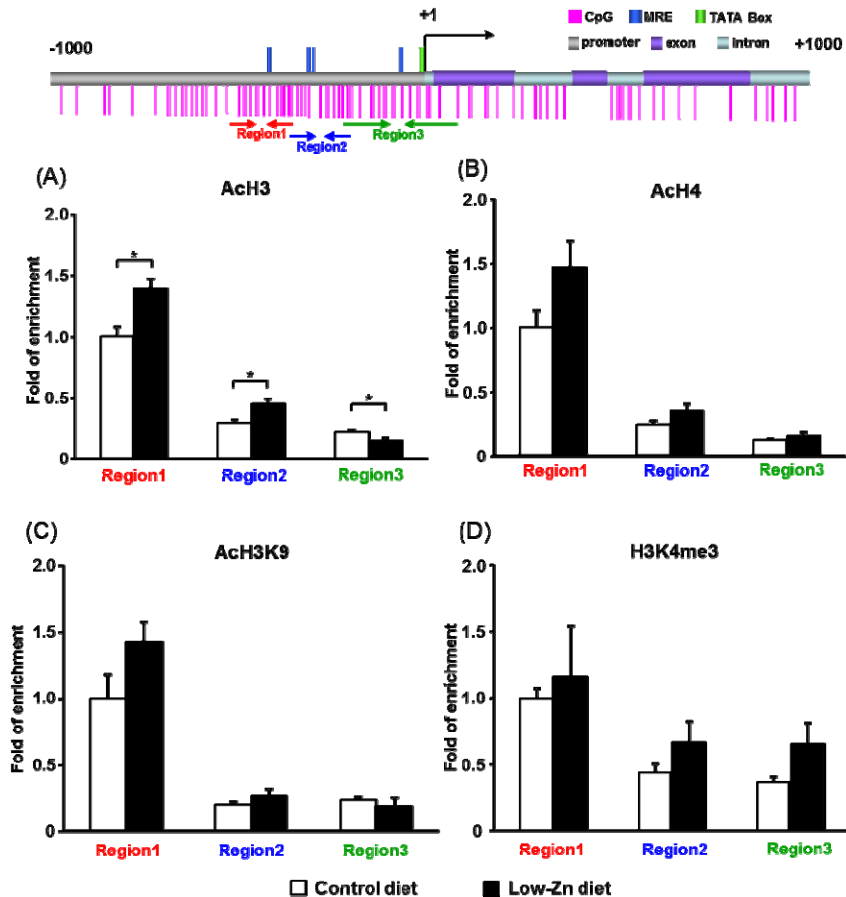 +1
CpG MRE TATA Box
promoter exon intron
-1000
+1000
Region1
Region2
Region3
(A)
AcH3
Fold of enrichment
2.0
1.5
1.0
0.5
0
*
*
*
Region1 Region2 Region3
(B)
AcH4
Fold of enrichment
2.0
1.5
1.0
0.5
0
Region1 Region2 Region3
(C)
AcH3K9
Fold of enrichment
2.0
1.5
1.0
0.5
0
Region1 Region2 Region3
(D)
H3K4me3
Fold of enrichment
2.0
1.5
1.0
0.5
0
Region1 Region2 Region3
Control diet Low-Zn diet